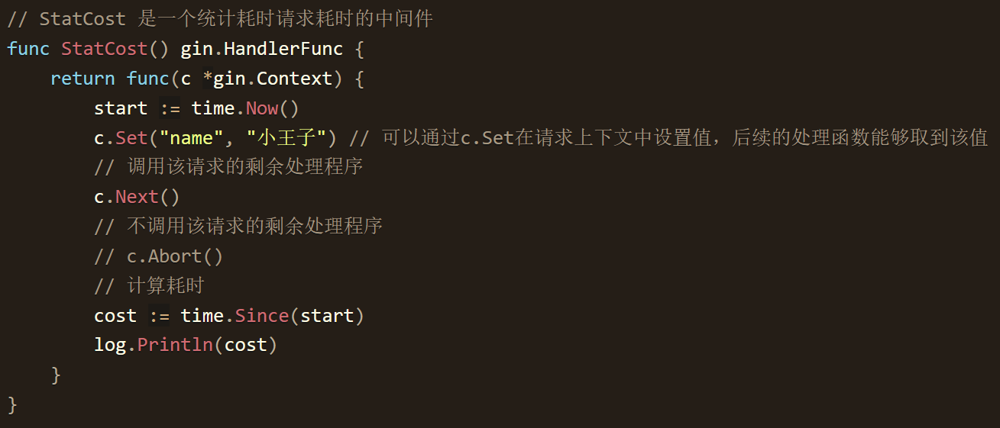 // StatCost 是一个统计耗时请求耗时的中间件
func StatCost() gin.HandlerFunc {
    return func(c *gin.Context) {
        start := time.Now()
        c.Set("name", "小王子") // 可以通过c.Set在请求上下文中设置值，后续的处理函数能够取到该值
        // 调用该请求的剩余处理程序
        c.Next()
        // 不调用该请求的剩余处理程序
        // c.Abort()
        // 计算耗时
        cost := time.Since(start)
        log.Println(cost)
    }
}